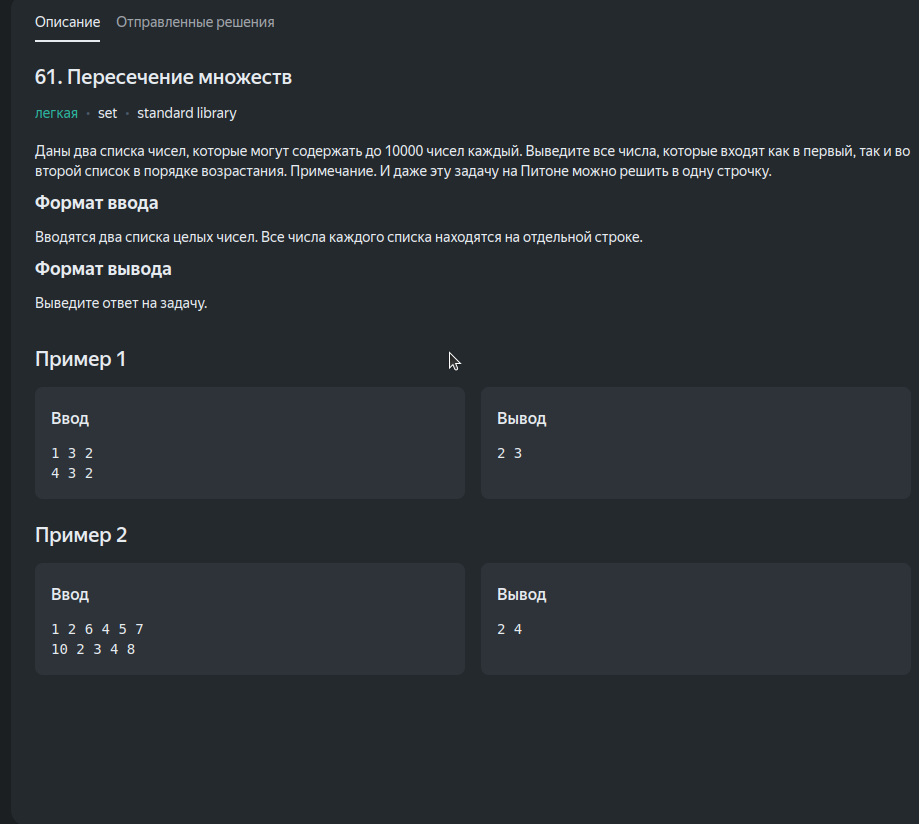 Описание Отправленные решения
61. Пересечение множеств
легкая · set · standard library
Даны два списка чисел, которые могут содержать до 10000 чисел каждый. Выведите все числа, которые входят как в первый, так и во
второй список в порядке возрастания. Примечание. И даже эту задачу на Питоне можно решить в одну строчку.
Формат ввода
Вводятся два списка целых чисел. Все числа каждого списка находятся на отдельной строке.
Формат вывода
Выведите ответ на задачу.
Пример 1
Ввод
1 3 2
4 3 2
Вывод
2 3
Пример 2
Ввод
1 2 6 4 5 7
10 2 3 4 8
Вывод
2 4